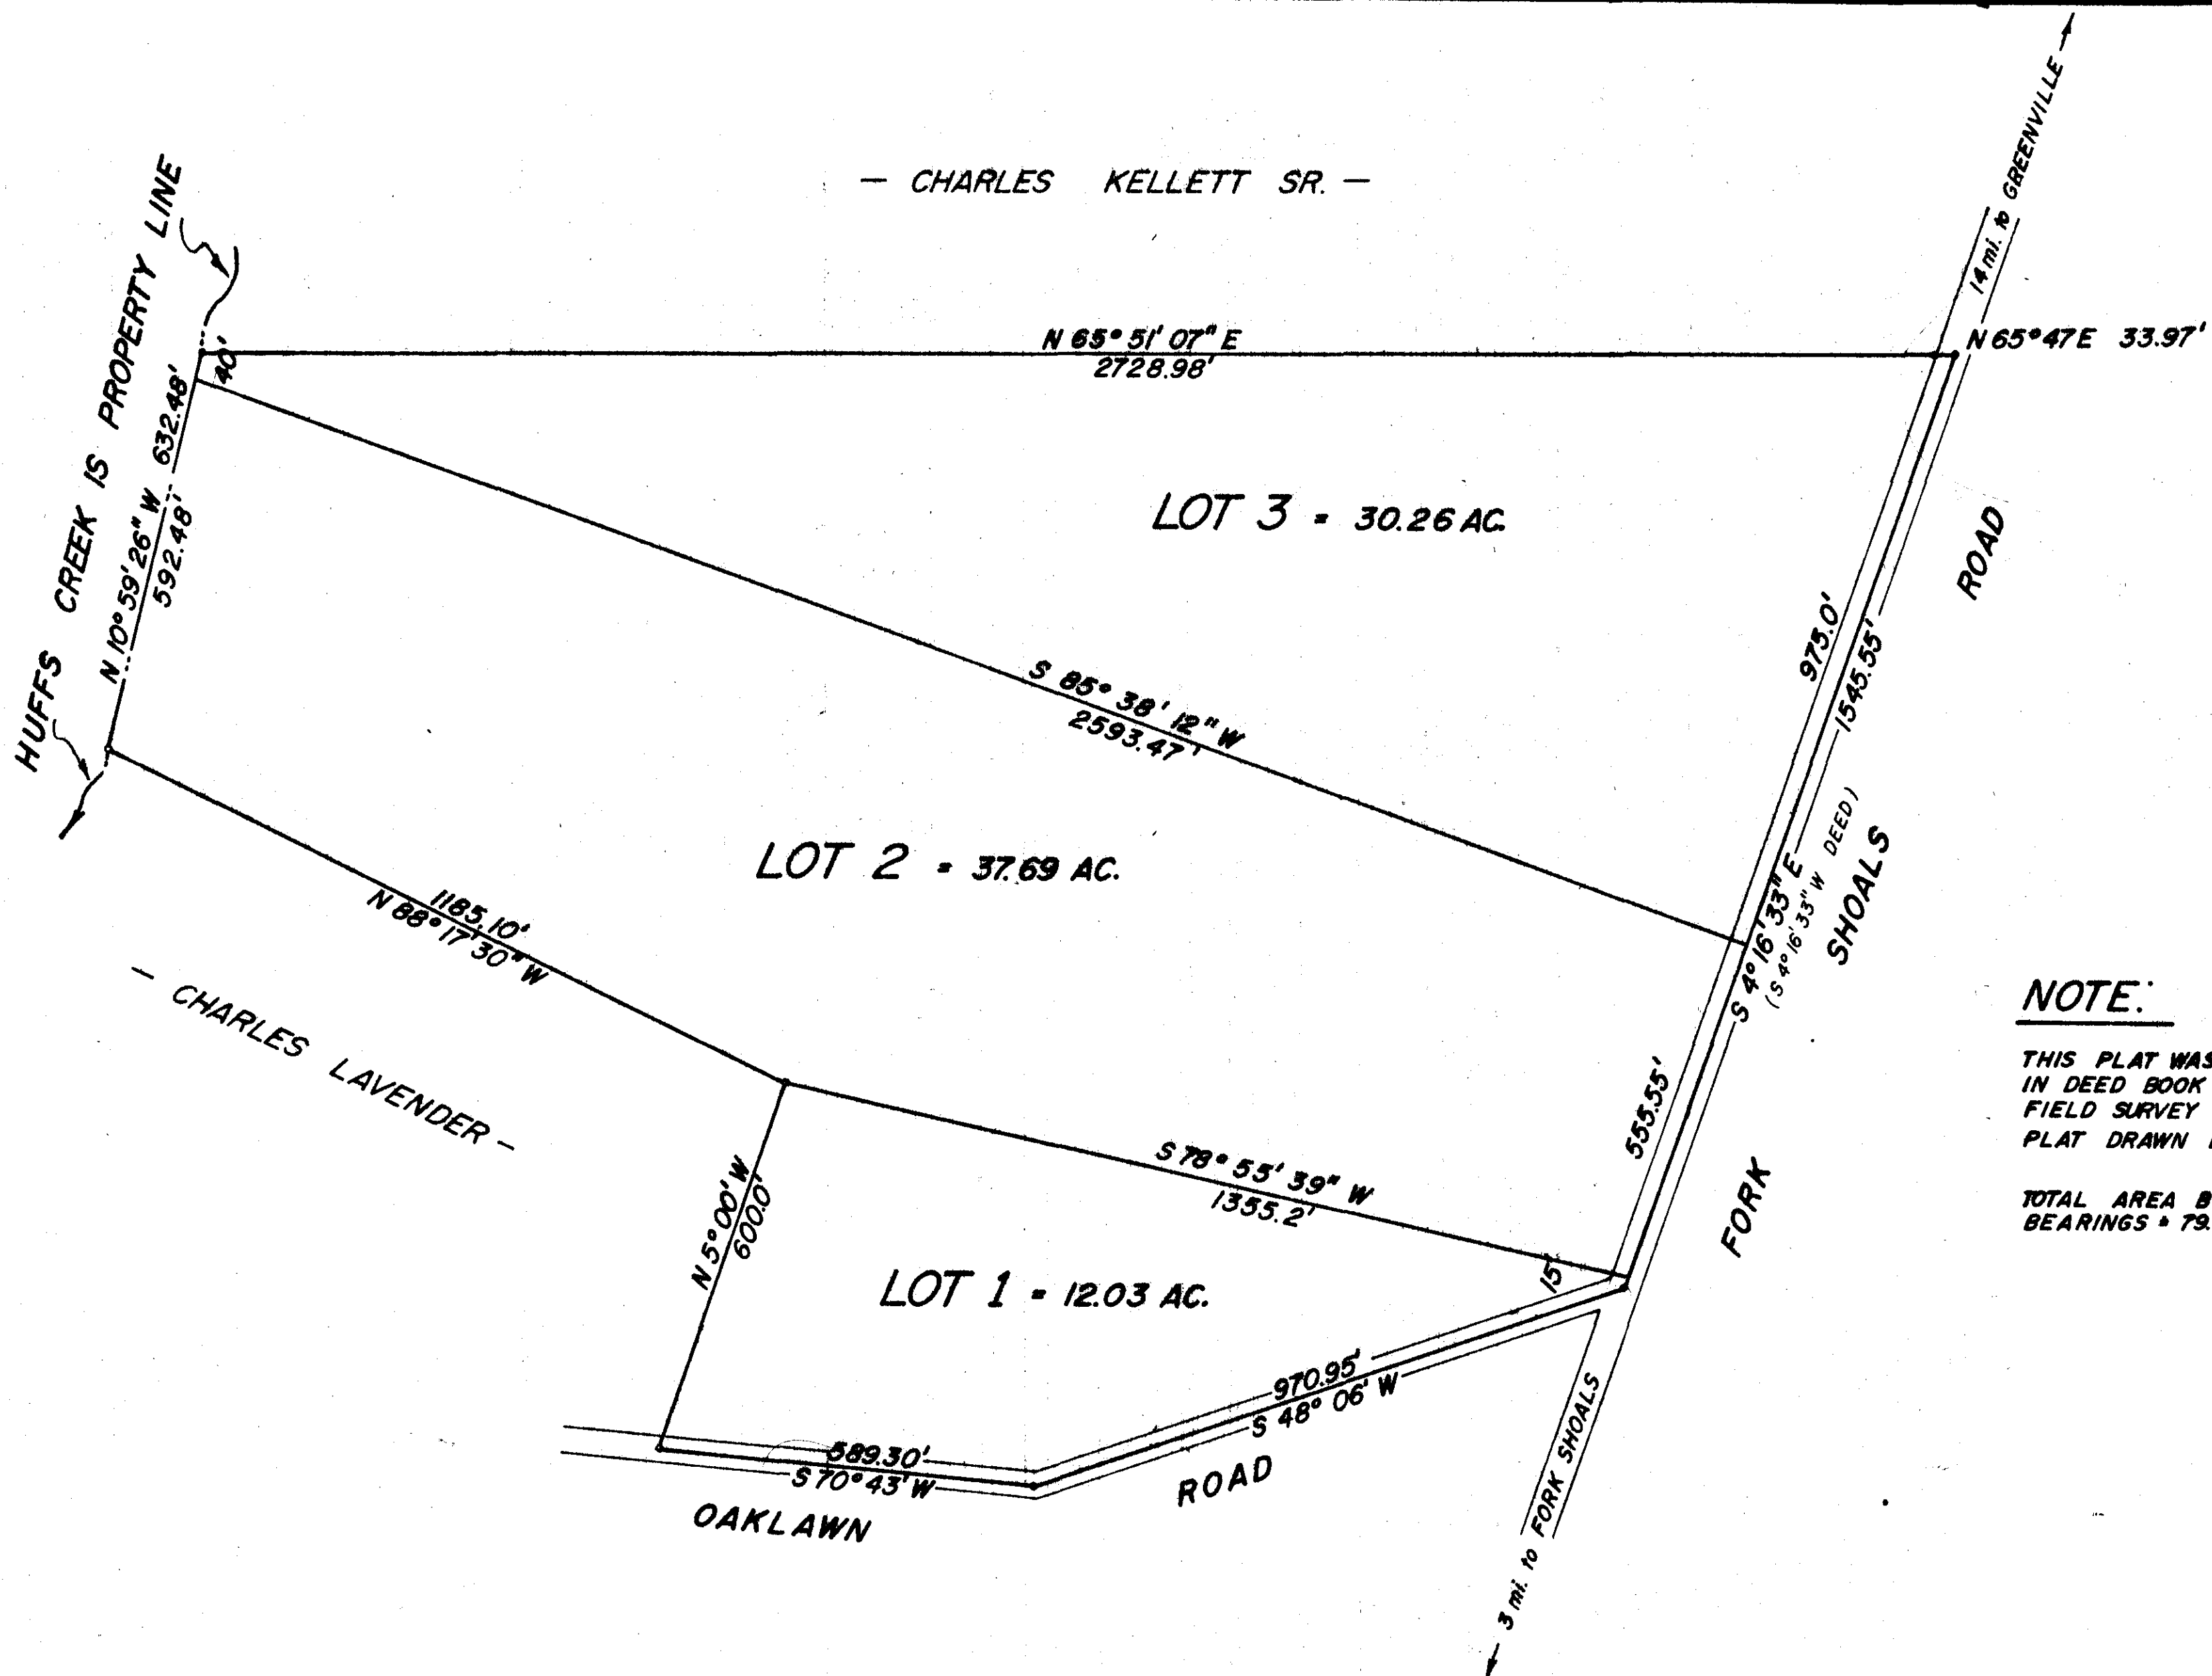 — CHARLES KELLETT SR. —
14 mi. to GREENVILLE
HUFFS CREEK IS PROPERTY LINE
N 65° 51' 07" E
2728.98'
N 65°47 E 33.97'
40'
N 10° 59' 26" W 632.48'
592.48'
LOT 3 = 30.26 AC.
ROAD
975.0'
1545.55'
S 85° 38' 12" W
2593.47'
S 4° 16' 33" E
(S 4° 16' 33" W DEED)
SHOALS
LOT 2 = 37.69 AC.
1185.10'
N 88° 17' 30" W
— CHARLES LAVENDER —
NOTE:
THIS PLAT WAS
IN DEED BOOK
FIELD SURVEY
PLAT DRAWN
TOTAL AREA B
BEARINGS = 79.
555.55'
FORK
S 78° 55' 39" W
1355.2'
N 5° 00' W
600.0'
15'
LOT 1 = 12.03 AC.
970.95'
S 48° 06' W
589.30'
S 70° 43' W
OAKLAWN ROAD
3 mi. to FORK SHOALS